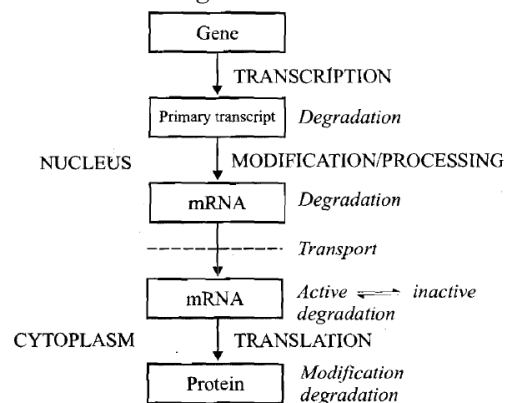 Gene
TRANSCRIPTION
Primary transcript Degradation
NUCLEUS MODIFICATION/PROCESSING
mRNA Degradation
Transport
mRNA Active ⇌ inactive
degradation
CYTOPLASM TRANSLATION
Protein Modification
degradation